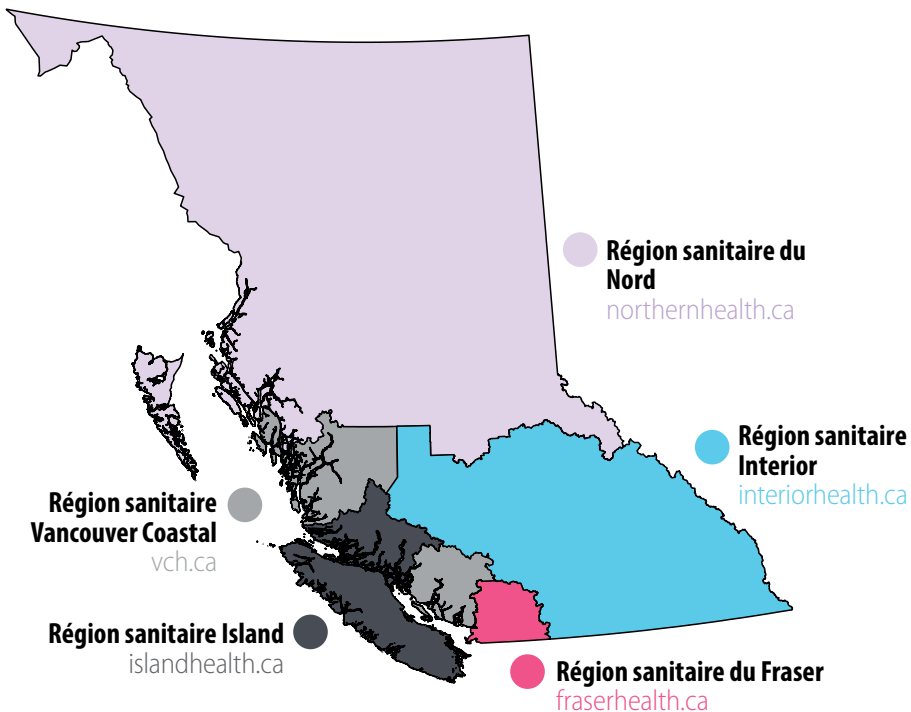 Région sanitaire du
Nord
northernhealth.ca
Région sanitaire
Interior
interiorhealth.ca
Région sanitaire
Vancouver Coastal
vch.ca
Région sanitaire Island
islandhealth.ca
Région sanitaire du Fraser
fraserhealth.ca